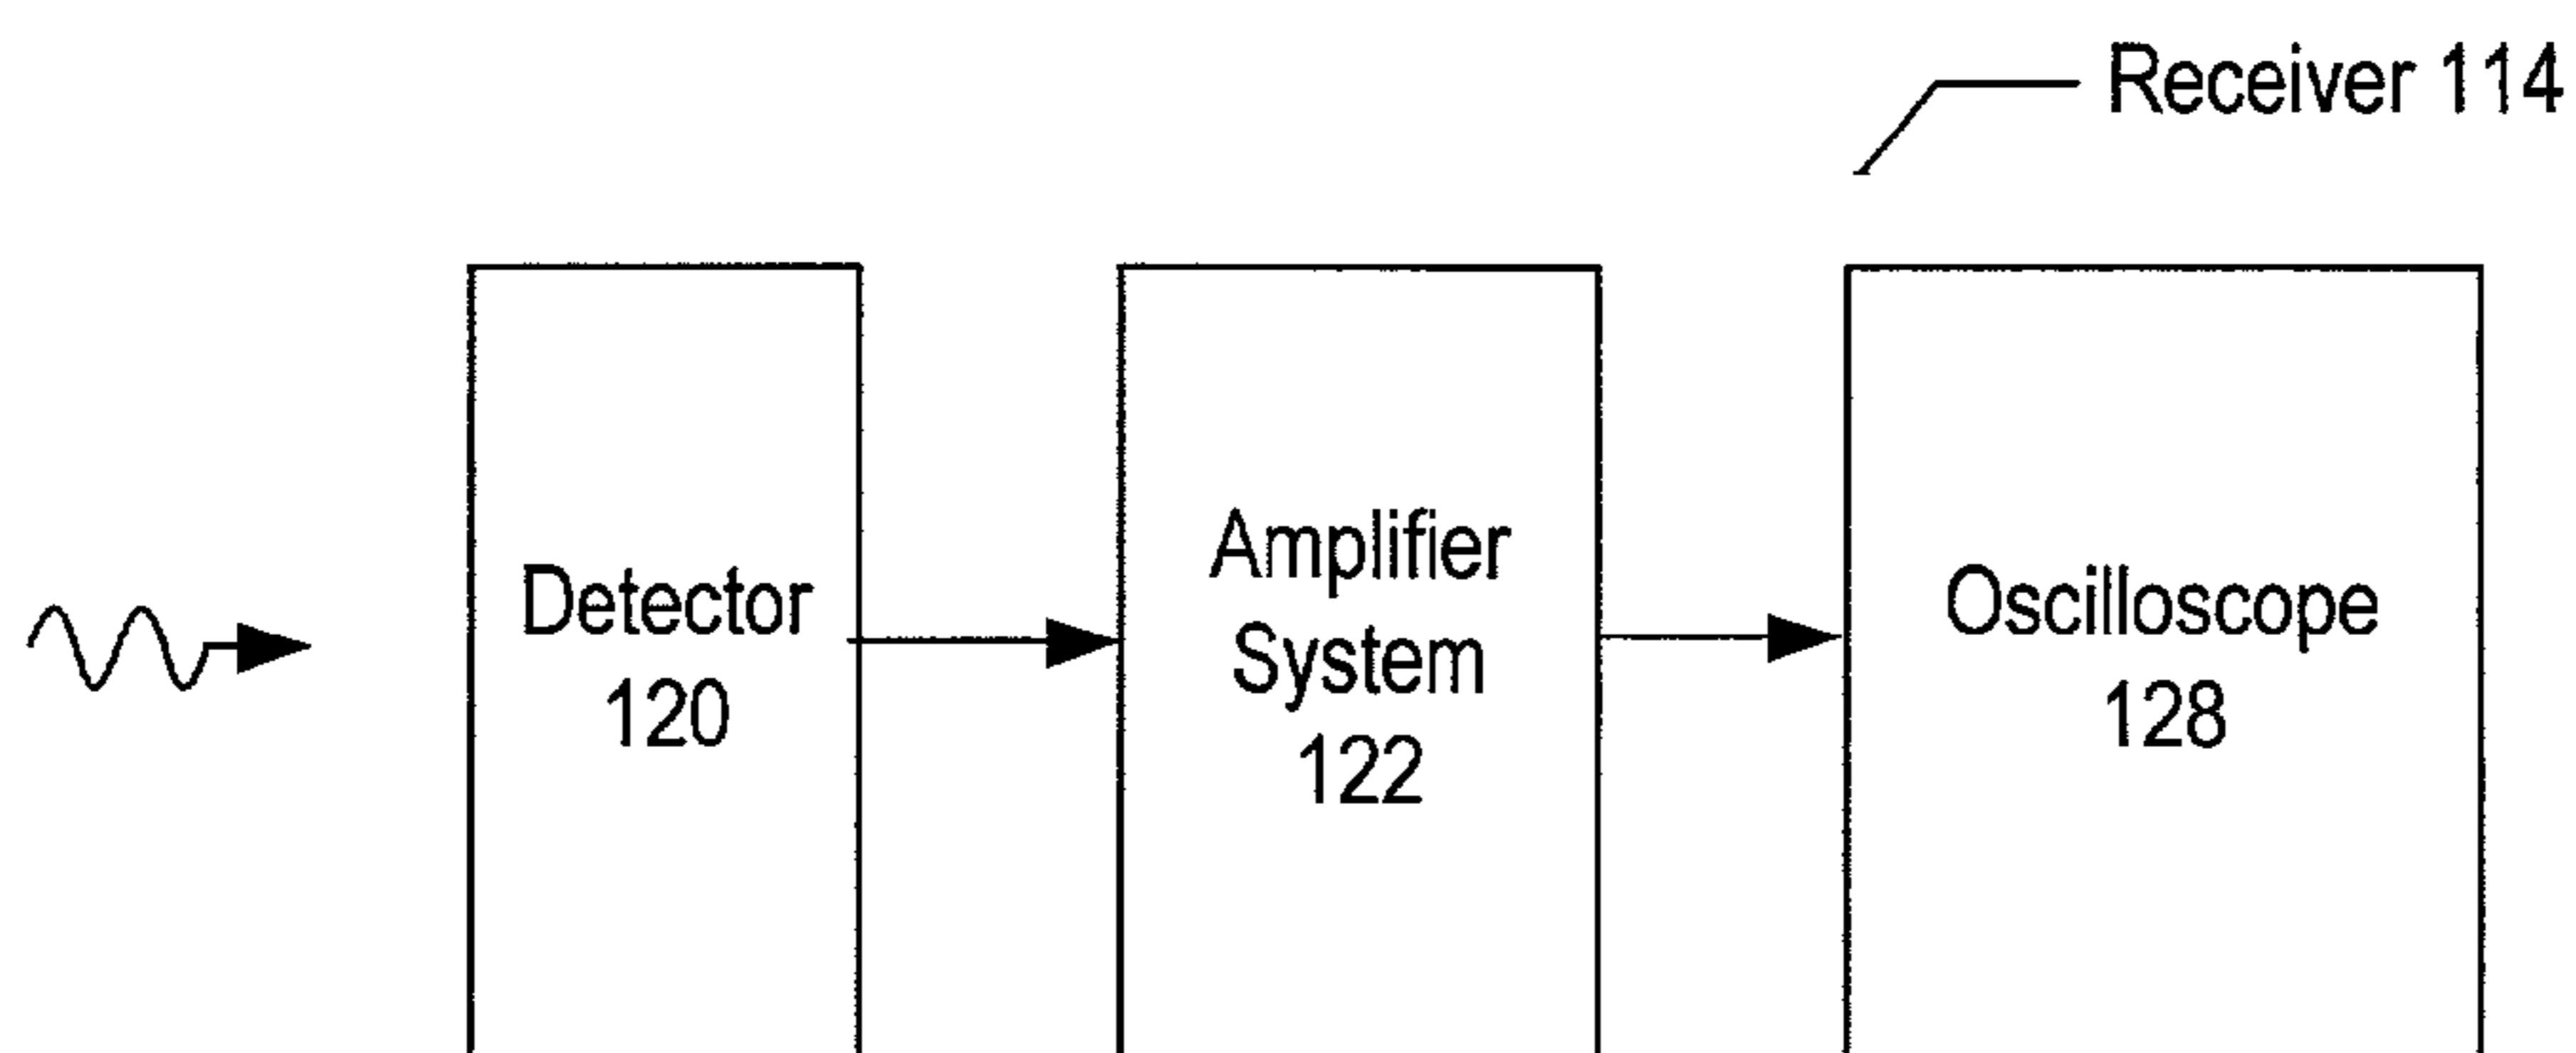 Receiver 114
Detector
120
Amplifier
System
122
Oscilloscope
128